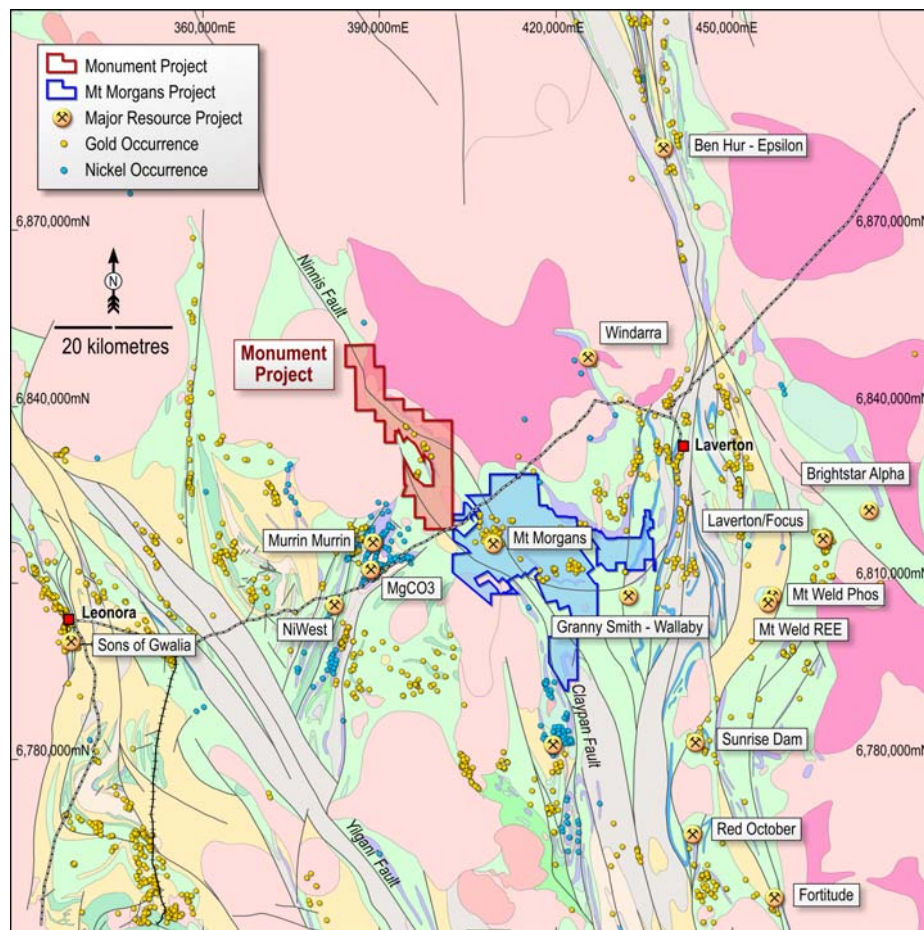 360,000mE
390,000mE
420,000mE
450,000mE
Monument Project
Mt Morgans Project
Major Resource Project
Gold Occurrence
Nickel Occurrence
Ben Hur - Epsilon
6,870,000mN
6,870,000mN
N
20 kilometres
Ninnis Fault
Monument
Project
Windarra
6,840,000mN
6,840,000mN
Laverton
Brightstar Alpha
Laverton/Focus
Murrin Murrin
Mt Morgans
MgCO3
6,810,000mN
Mt Weld Phos
Leonora
NiWest
Granny Smith - Wallaby
Mt Weld REE
Sons of Gwalia
Claypan Fault
6,780,000mN
Sunrise Dam
6,780,000mN
Yilgani Fault
Red October
Fortitude